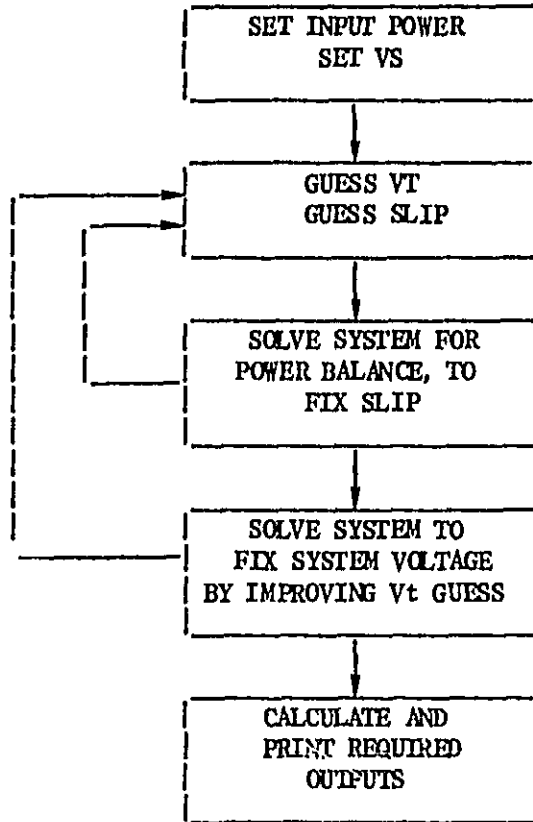 SET INPUT POWER
SET VS
GUESS VT
GUESS SLIP
SOLVE SYSTEM FOR
POWER BALANCE, TO
FIX SLIP
SOLVE SYSTEM TO
FIX SYSTEM VOLTAGE
BY IMPROVING Vt GUESS
CALCULATE AND
PRINT REQUIRED
OUTPUTS